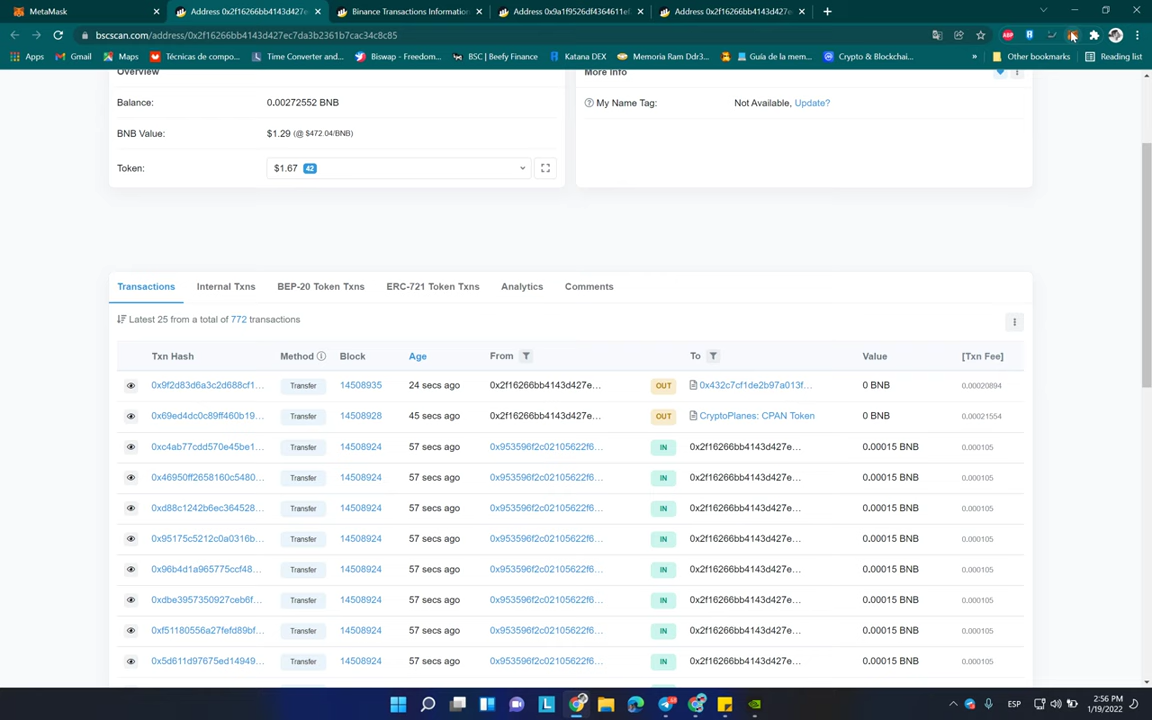 MetaMask
Address 0x2f16266bb4143d427e
Binance Transactions Information
Address 0x9a1f9526df4364611ef
Address 0x2f16266bb4143d427e
bscscan.com/address/0x2f16266bb4143d427ec7da3b2361b7cac34c8c85
Apps
Gmail
Maps
Técnicas de compo...
Time Converter and...
Biswap - Freedom...
BSC | Beefy Finance
Katana DEX
Memoria Ram Ddr3...
Guía de la mem...
Crypto & Blockchai...
»
Other bookmarks
Reading list
Overview
More Info
Balance:
0.00272552 BNB
My Name Tag:
Not Available, Update?
BNB Value:
$1.29 (@ $472.04/BNB)
Token:
$1.67 42
Transactions
Internal Txns
BEP-20 Token Txns
ERC-721 Token Txns
Analytics
Comments
Latest 25 from a total of 772 transactions
Txn Hash Method Block Age From To Value [Txn Fee]
0x9f2d83d6a3c2d688cf1... Transfer 14508935 24 secs ago 0x2f16266bb4143d427e... OUT 0x432c7cf1de2b97a013f... 0 BNB 0.00020894
0x69ed4dc0c89ff460b19... Transfer 14508928 45 secs ago 0x2f16266bb4143d427e... OUT CryptoPlanes: CPAN Token 0 BNB 0.00021554
0xc4ab77cdd570e45be1... Transfer 14508924 57 secs ago 0x953596f2c02105622f6... IN 0x2f16266bb4143d427e... 0.00015 BNB 0.000105
0x46950ff2658160c5480... Transfer 14508924 57 secs ago 0x953596f2c02105622f6... IN 0x2f16266bb4143d427e... 0.00015 BNB 0.000105
0xd88c1242b6ec364528... Transfer 14508924 57 secs ago 0x953596f2c02105622f6... IN 0x2f16266bb4143d427e... 0.00015 BNB 0.000105
0x95175c5212c0a0316b... Transfer 14508924 57 secs ago 0x953596f2c02105622f6... IN 0x2f16266bb4143d427e... 0.00015 BNB 0.000105
0x96b4d1a965775ccf48... Transfer 14508924 57 secs ago 0x953596f2c02105622f6... IN 0x2f16266bb4143d427e... 0.00015 BNB 0.000105
0xdbe3957350927ceb6f... Transfer 14508924 57 secs ago 0x953596f2c02105622f6... IN 0x2f16266bb4143d427e... 0.00015 BNB 0.000105
0xf51180556a27fefd89bf... Transfer 14508924 57 secs ago 0x953596f2c02105622f6... IN 0x2f16266bb4143d427e... 0.00015 BNB 0.000105
0x5d611d97675ed14949... Transfer 14508924 57 secs ago 0x953596f2c02105622f6... IN 0x2f16266bb4143d427e... 0.00015 BNB 0.000105
ESP
2:56 PM
1/19/2022